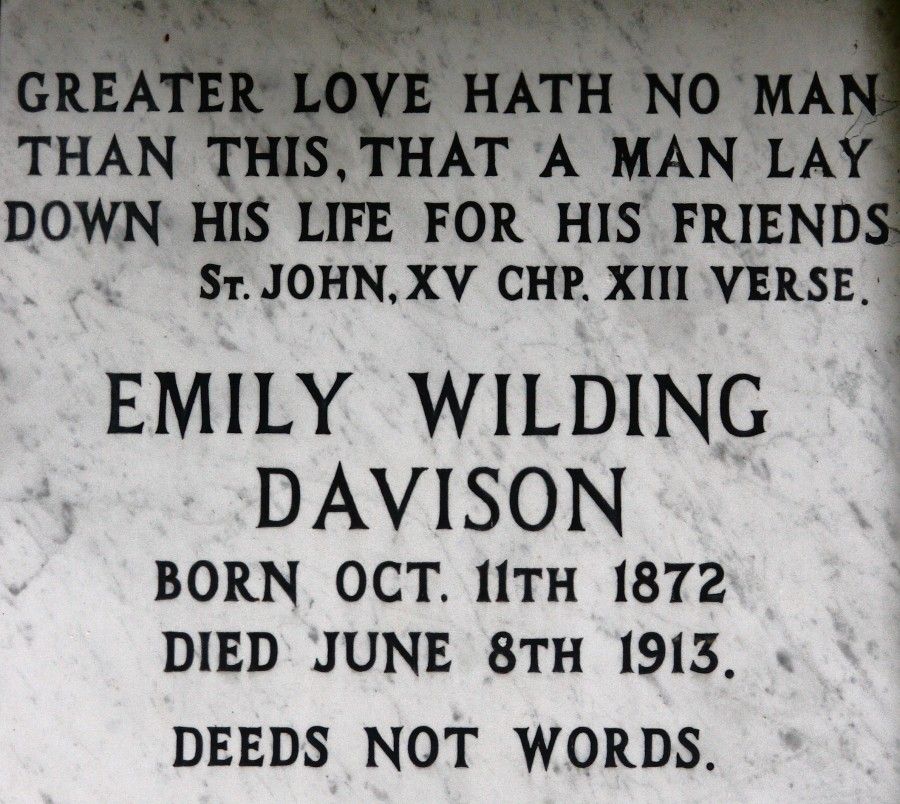 GREATER LOVE HATH NO MAN
THAN THIS, THAT A MAN LAY
DOWN HIS LIFE FOR HIS FRIENDS
ST. JOHN, XV CHP. XIII VERSE.
EMILY WILDING
DAVISON
BORN OCT. 11TH 1872
DIED JUNE 8TH 1913.
DEEDS NOT WORDS.